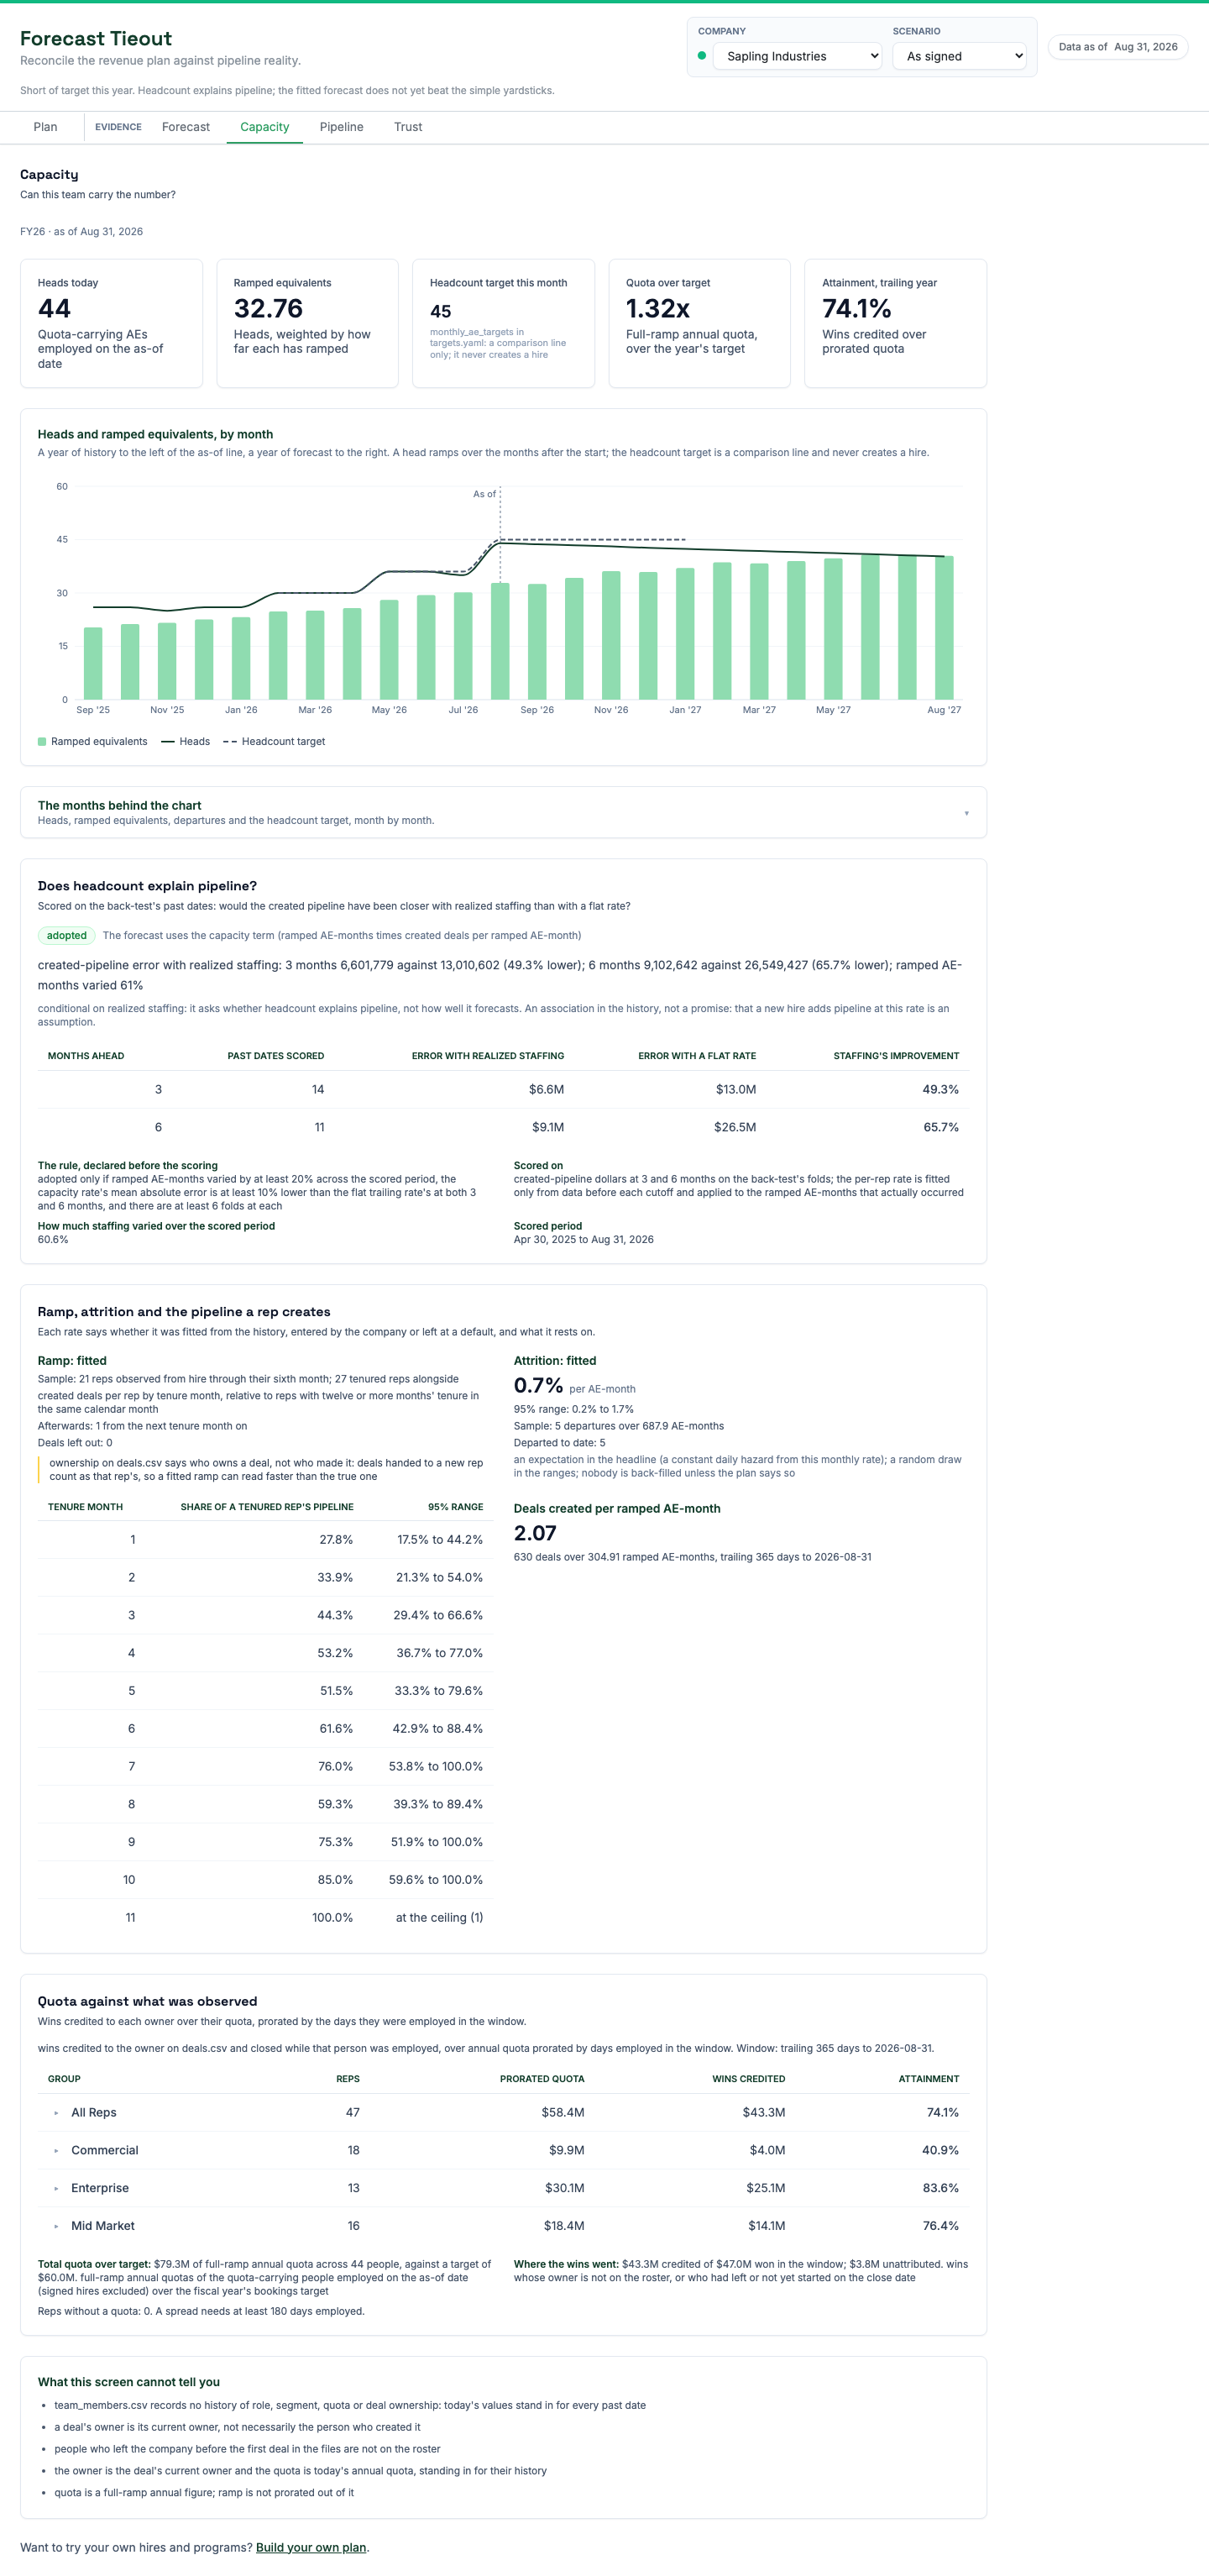 Forecast Tieout
Reconcile the revenue plan against pipeline reality.
COMPANY
Sapling Industries
SCENARIO
As signed
Data as of Aug 31, 2026
Short of target this year. Headcount explains pipeline; the fitted forecast does not yet beat the simple yardsticks.
Plan
EVIDENCE
Forecast
Capacity
Pipeline
Trust
Capacity
Can this team carry the number?
FY26 · as of Aug 31, 2026
Heads today
44
Quota-carrying AEs
employed on the as-of
date
Ramped equivalents
32.76
Heads, weighted by how
far each has ramped
Headcount target this month
45
monthly_ae_targets in
targets.yaml: a comparison line
only; it never creates a hire
Quota over target
1.32x
Full-ramp annual quota,
over the year's target
Attainment, trailing year
74.1%
Wins credited over
prorated quota
Heads and ramped equivalents, by month
A year of history to the left of the as-of line, a year of forecast to the right. A head ramps over the months after the start; the headcount target is a comparison line and never creates a hire.
60
45
30
15
0
As of
Sep '25
Nov '25
Jan '26
Mar '26
May '26
Jul '26
Sep '26
Nov '26
Jan '27
Mar '27
May '27
Aug '27
Ramped equivalents
Heads
Headcount target
The months behind the chart
Heads, ramped equivalents, departures and the headcount target, month by month.
Does headcount explain pipeline?
Scored on the back-test's past dates: would the created pipeline have been closer with realized staffing than with a flat rate?
adopted The forecast uses the capacity term (ramped AE-months times created deals per ramped AE-month)
created-pipeline error with realized staffing: 3 months 6,601,779 against 13,010,602 (49.3% lower); 6 months 9,102,642 against 26,549,427 (65.7% lower); ramped AE-
months varied 61%
conditional on realized staffing: it asks whether headcount explains pipeline, not how well it forecasts. An association in the history, not a promise: that a new hire adds pipeline at this rate is an
assumption.
MONTHS AHEAD PAST DATES SCORED ERROR WITH REALIZED STAFFING ERROR WITH A FLAT RATE STAFFING'S IMPROVEMENT
3 14 $6.6M $13.0M 49.3%
6 11 $9.1M $26.5M 65.7%
The rule, declared before the scoring
adopted only if ramped AE-months varied by at least 20% across the scored period, the
capacity rate's mean absolute error is at least 10% lower than the flat trailing rate's at both 3
and 6 months, and there are at least 6 folds at each
Scored on
created-pipeline dollars at 3 and 6 months on the back-test's folds; the per-rep rate is fitted
only from data before each cutoff and applied to the ramped AE-months that actually occurred
How much staffing varied over the scored period
60.6%
Scored period
Apr 30, 2025 to Aug 31, 2026
Ramp, attrition and the pipeline a rep creates
Each rate says whether it was fitted from the history, entered by the company or left at a default, and what it rests on.
Ramp: fitted
Sample: 21 reps observed from hire through their sixth month; 27 tenured reps alongside
created deals per rep by tenure month, relative to reps with twelve or more months' tenure in
the same calendar month
Afterwards: 1 from the next tenure month on
Deals left out: 0
ownership on deals.csv says who owns a deal, not who made it: deals handed to a new rep
count as that rep's, so a fitted ramp can read faster than the true one
TENURE MONTH SHARE OF A TENURED REP'S PIPELINE 95% RANGE
1 27.8% 17.5% to 44.2%
2 33.9% 21.3% to 54.0%
3 44.3% 29.4% to 66.6%
4 53.2% 36.7% to 77.0%
5 51.5% 33.3% to 79.6%
6 61.6% 42.9% to 88.4%
7 76.0% 53.8% to 100.0%
8 59.3% 39.3% to 89.4%
9 75.3% 51.9% to 100.0%
10 85.0% 59.6% to 100.0%
11 100.0% at the ceiling (1)
Attrition: fitted
0.7% per AE-month
95% range: 0.2% to 1.7%
Sample: 5 departures over 687.9 AE-months
Departed to date: 5
an expectation in the headline (a constant daily hazard from this monthly rate); a random draw
in the ranges; nobody is back-filled unless the plan says so
Deals created per ramped AE-month
2.07
630 deals over 304.91 ramped AE-months, trailing 365 days to 2026-08-31
Quota against what was observed
Wins credited to each owner over their quota, prorated by the days they were employed in the window.
wins credited to the owner on deals.csv and closed while that person was employed, over annual quota prorated by days employed in the window. Window: trailing 365 days to 2026-08-31.
GROUP REPS PRORATED QUOTA WINS CREDITED ATTAINMENT
All Reps 47 $58.4M $43.3M 74.1%
Commercial 18 $9.9M $4.0M 40.9%
Enterprise 13 $30.1M $25.1M 83.6%
Mid Market 16 $18.4M $14.1M 76.4%
Total quota over target: $79.3M of full-ramp annual quota across 44 people, against a target of
$60.0M. full-ramp annual quotas of the quota-carrying people employed on the as-of date
(signed hires excluded) over the fiscal year's bookings target
Where the wins went: $43.3M credited of $47.0M won in the window; $3.8M unattributed. wins
whose owner is not on the roster, or who had left or not yet started on the close date
Reps without a quota: 0. A spread needs at least 180 days employed.
What this screen cannot tell you
• team_members.csv records no history of role, segment, quota or deal ownership: today's values stand in for every past date
• a deal's owner is its current owner, not necessarily the person who created it
• people who left the company before the first deal in the files are not on the roster
• the owner is the deal's current owner and the quota is today's annual quota, standing in for their history
• quota is a full-ramp annual figure; ramp is not prorated out of it
Want to try your own hires and programs? Build your own plan.